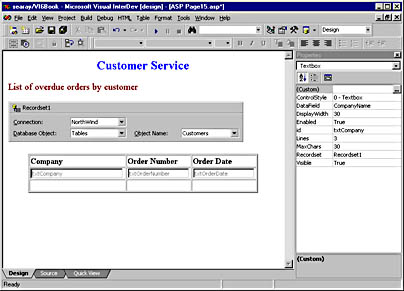 searay/VI6Book - Microsoft Visual InterDev [design] - [ASP Page15.asp*]
File Edit View Project Build Debug HTML Table Format Tools Window Help
Design
Customer Service
List of overdue orders by customer
Recordset1
Connection: NorthWind
Database Object: Tables Object Name: Customers
Company Order Number Order Date
txtCompany txtOrderNumber txtOrderDate
Design Source Quick View
Ready
Properties
Textbox
(Custom)
ControlStyle 0 - Textbox
DataField CompanyName
DisplayWidth 30
Enabled True
id txtCompany
Lines 3
MaxChars 30
Recordset Recordset1
Visible True
(Custom)